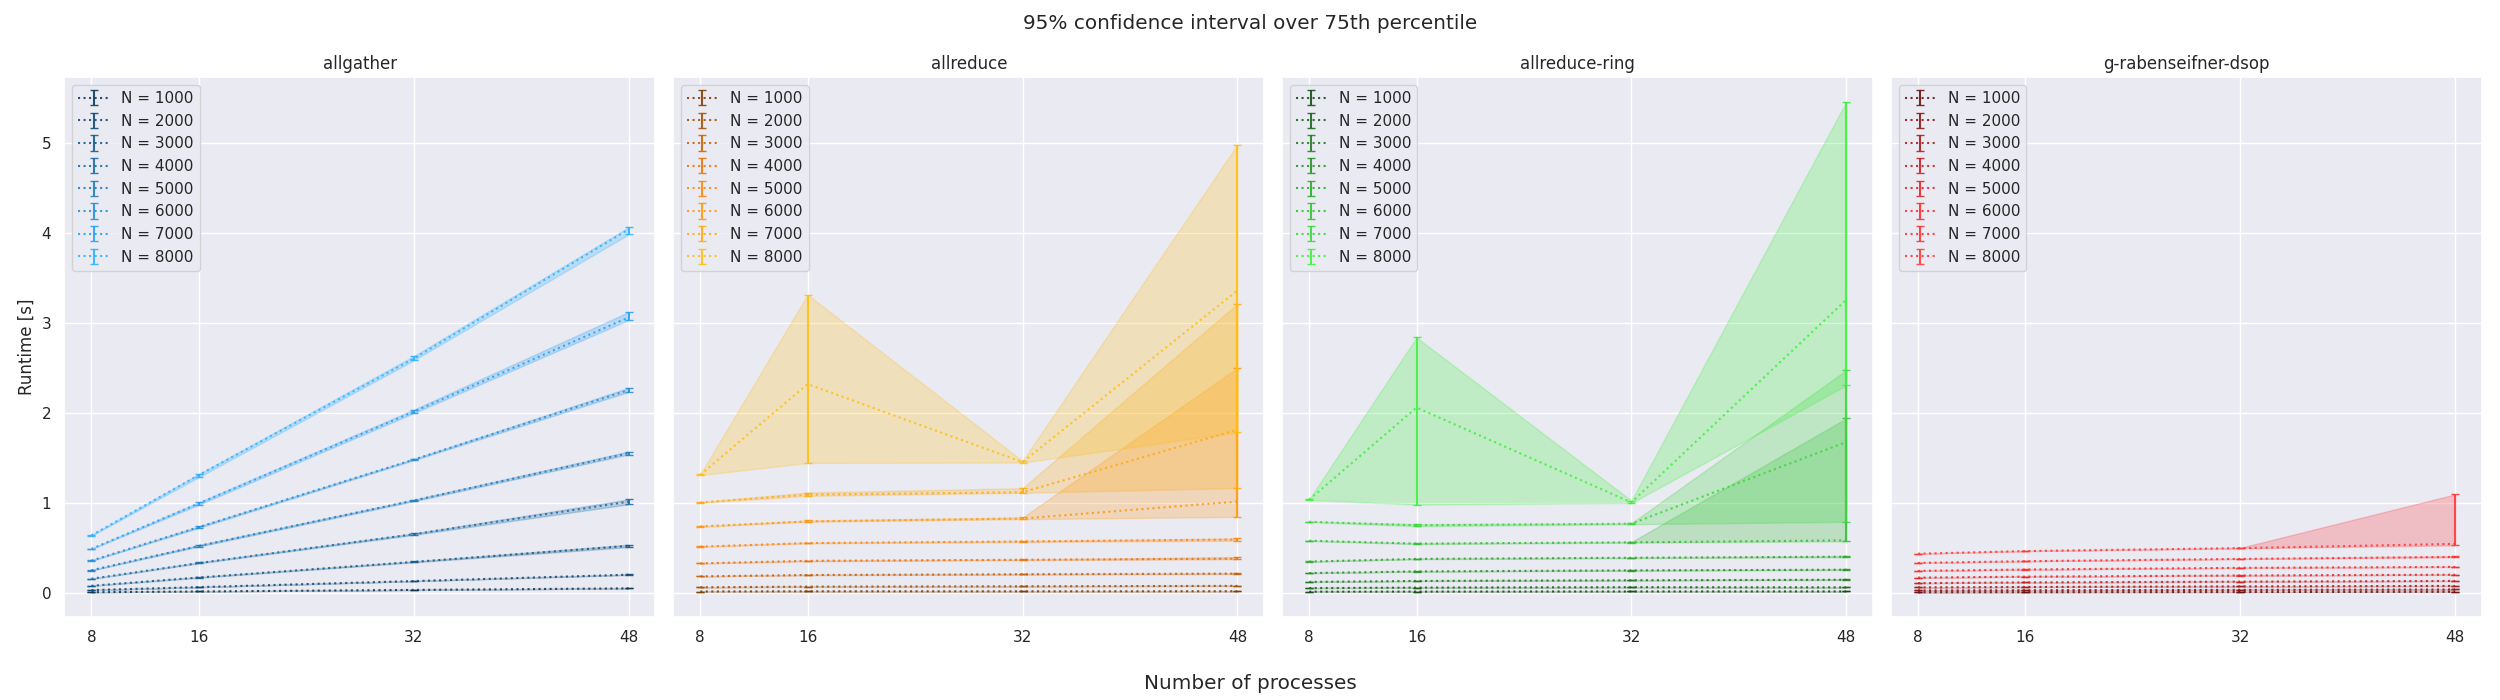 95% confidence interval over 75th percentile
allgather
N = 1000
N = 2000
N = 3000
N = 4000
N = 5000
N = 6000
N = 7000
N = 8000
Runtime [s]
5
4
3
2
1
0
8 16 32 48
allreduce
N = 1000
N = 2000
N = 3000
N = 4000
N = 5000
N = 6000
N = 7000
N = 8000
8 16 32 48
allreduce-ring
N = 1000
N = 2000
N = 3000
N = 4000
N = 5000
N = 6000
N = 7000
N = 8000
8 16 32 48
g-rabenseifner-dsop
N = 1000
N = 2000
N = 3000
N = 4000
N = 5000
N = 6000
N = 7000
N = 8000
8 16 32 48
Number of processes